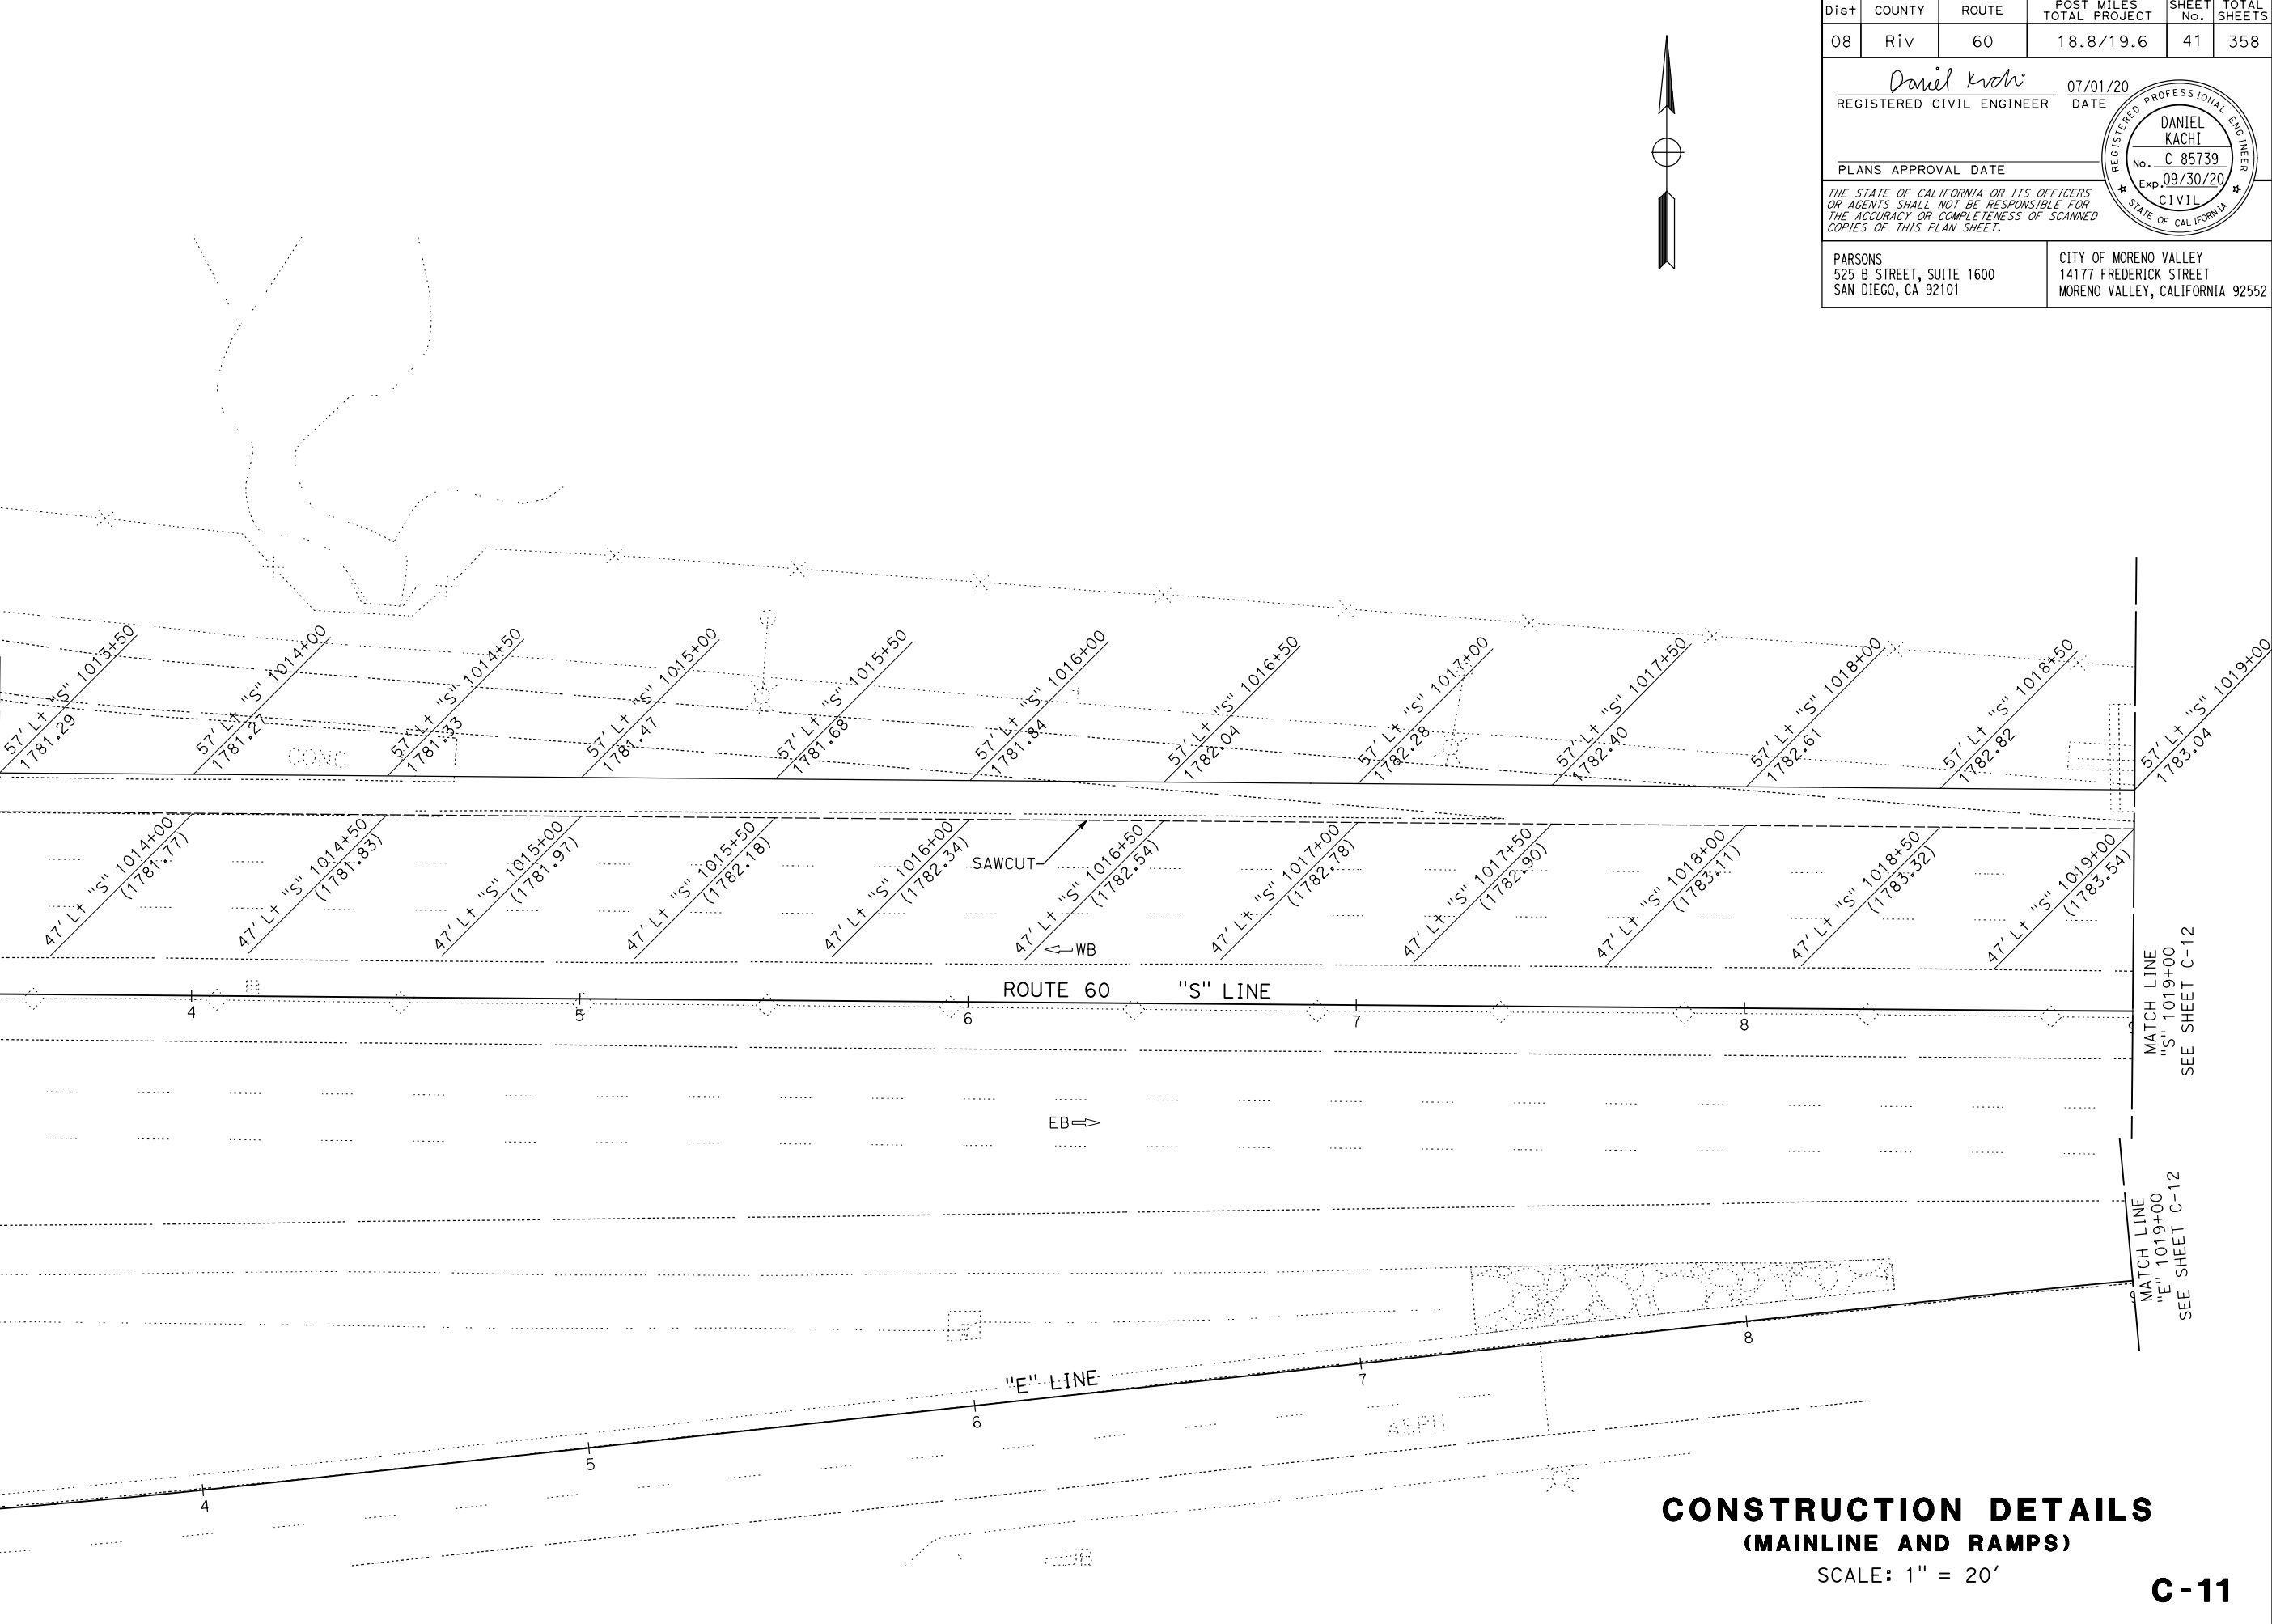 Dist COUNTY ROUTE POST MILES TOTAL PROJECT SHEET No. TOTAL SHEETS
08 Riv 60 18.8/19.6 41 358
Daniel Kachi 07/01/20
REGISTERED CIVIL ENGINEER DATE
PLANS APPROVAL DATE
REGISTERED PROFESSIONAL ENGINEER
DANIEL
KACHI
No. C 85739
Exp. 09/30/20
CIVIL
STATE OF CALIFORNIA
THE STATE OF CALIFORNIA OR ITS OFFICERS
OR AGENTS SHALL NOT BE RESPONSIBLE FOR
THE ACCURACY OR COMPLETENESS OF SCANNED
COPIES OF THIS PLAN SHEET.
PARSONS
525 B STREET, SUITE 1600
SAN DIEGO, CA 92101
CITY OF MORENO VALLEY
14177 FREDERICK STREET
MORENO VALLEY, CALIFORNIA 92552
57' Lt "S" 1013+50
1781.29
57' Lt "S" 1014+00
1781.27
57' Lt "S" 1014+50
1781.33
57' Lt "S" 1015+00
1781.47
57' Lt "S" 1015+50
1781.68
57' Lt "S" 1016+00
1781.84
57' Lt "S" 1016+50
1782.04
57' Lt "S" 1017+00
1782.28
57' Lt "S" 1017+50
1782.40
57' Lt "S" 1018+00
1782.61
57' Lt "S" 1018+50
1782.82
57' Lt "S" 1019+00
1783.04
CONC
47' Lt "S" 1014+00
(1781.77)
47' Lt "S" 1014+50
(1781.83)
47' Lt "S" 1015+00
(1781.97)
47' Lt "S" 1015+50
(1782.18)
47' Lt "S" 1016+00
(1782.34)
SAWCUT
47' Lt "S" 1016+50
(1782.54)
47' Lt "S" 1017+00
(1782.78)
47' Lt "S" 1017+50
(1782.90)
47' Lt "S" 1018+00
(1783.11)
47' Lt "S" 1018+50
(1783.32)
47' Lt "S" 1019+00
(1783.54)
WB
ROUTE 60 "S" LINE
4 5 6 7 8
MATCH LINE
"S" 1019+00
SEE SHEET C-12
EB
MATCH LINE
"E" 1019+00
SEE SHEET C-12
"E" LINE
4 5 6 7 8
ASPH
CONSTRUCTION DETAILS
(MAINLINE AND RAMPS)
SCALE: 1" = 20'
C-11